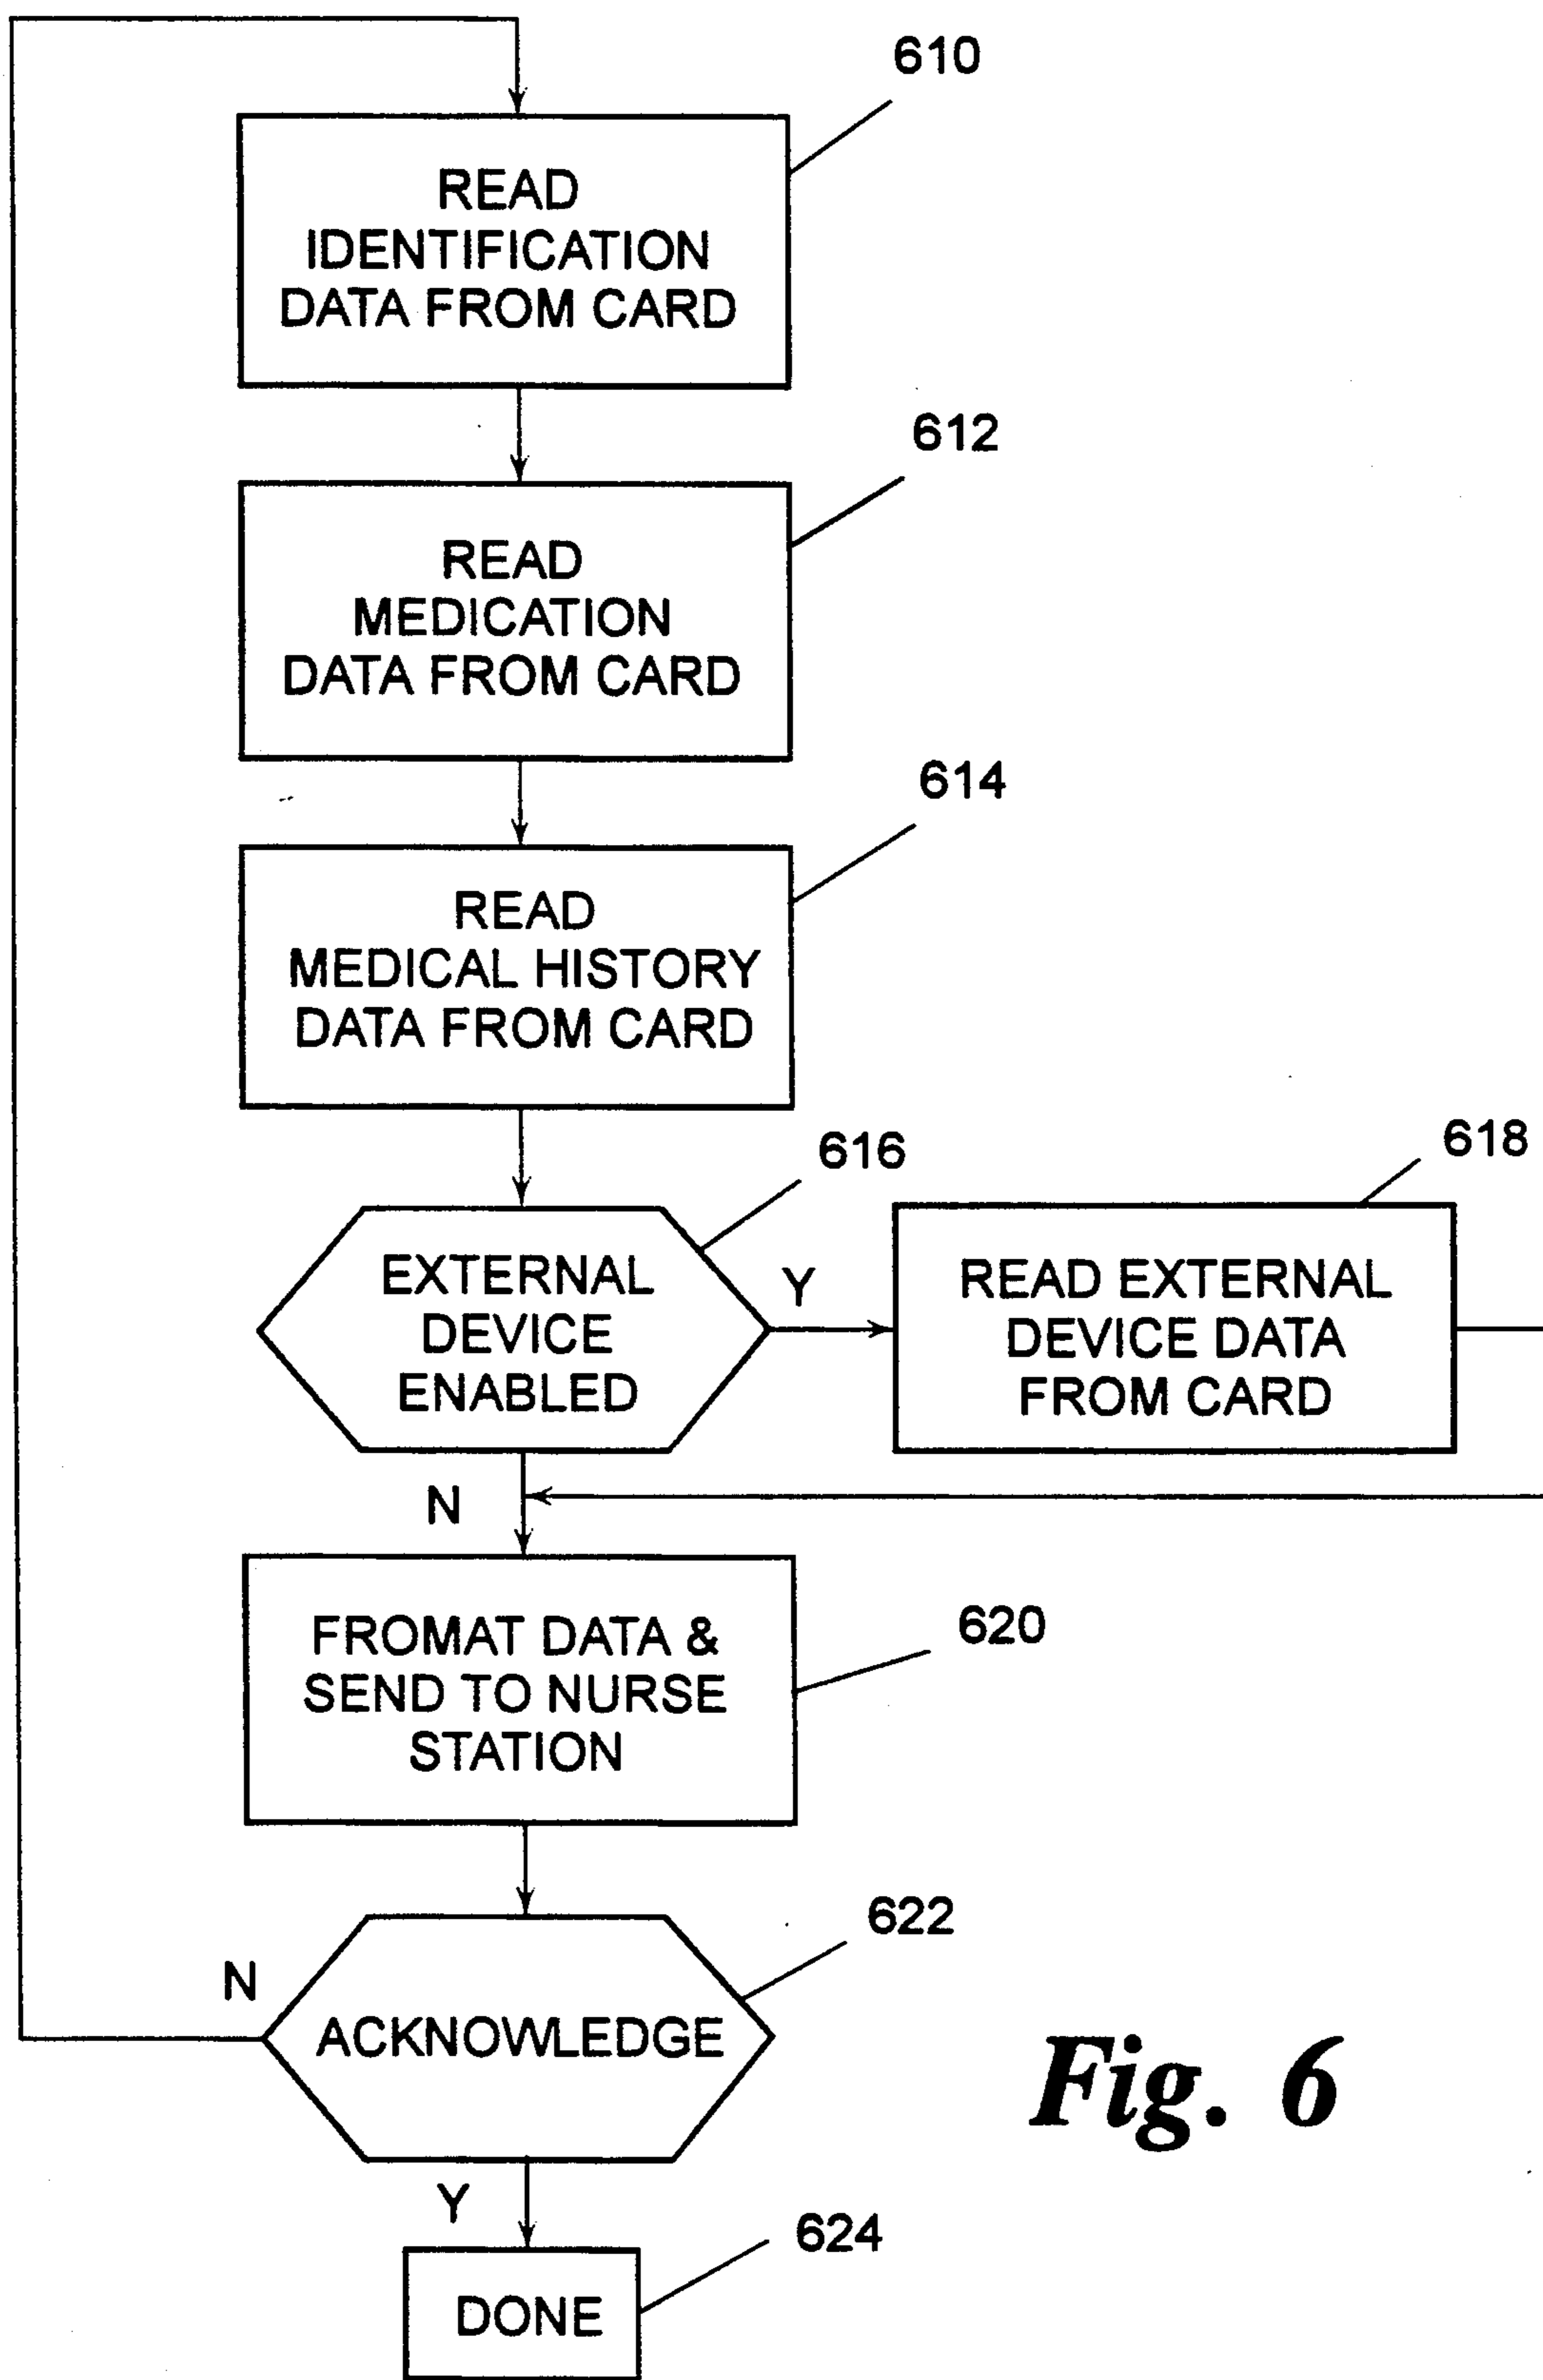 610
READ
IDENTIFICATION
DATA FROM CARD
612
READ
MEDICATION
DATA FROM CARD
614
READ
MEDICAL HISTORY
DATA FROM CARD
616
EXTERNAL
DEVICE
ENABLED
Y
N
618
READ EXTERNAL
DEVICE DATA
FROM CARD
620
FROMAT DATA &
SEND TO NURSE
STATION
622
N
ACKNOWLEDGE
Y
624
DONE
Fig. 6